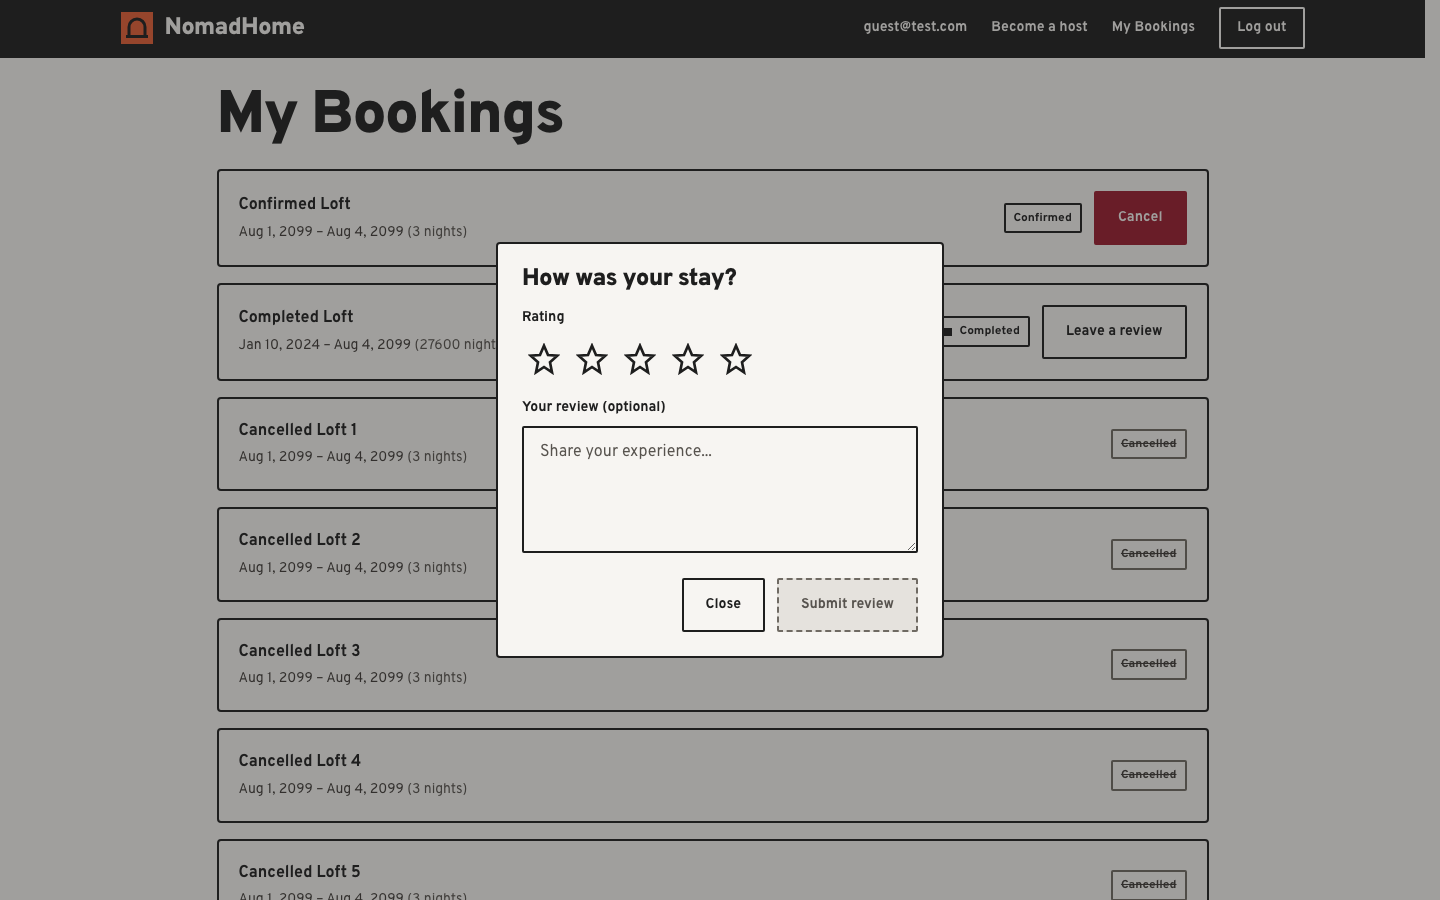 NomadHome
guest@test.com Become a host My Bookings Log out
My Bookings
Confirmed Loft
Aug 1, 2099 – Aug 4, 2099 (3 nights)
Confirmed
Cancel
Completed Loft
Jan 10, 2024 – Aug 4, 2099 (27600 night
Completed
Leave a review
How was your stay?
Rating
Your review (optional)
Share your experience...
Close
Submit review
Cancelled Loft 1
Aug 1, 2099 – Aug 4, 2099 (3 nights)
Cancelled
Cancelled Loft 2
Aug 1, 2099 – Aug 4, 2099 (3 nights)
Cancelled
Cancelled Loft 3
Aug 1, 2099 – Aug 4, 2099 (3 nights)
Cancelled
Cancelled Loft 4
Aug 1, 2099 – Aug 4, 2099 (3 nights)
Cancelled
Cancelled Loft 5
Aug 1, 2099 – Aug 4, 2099 (3 nights)
Cancelled